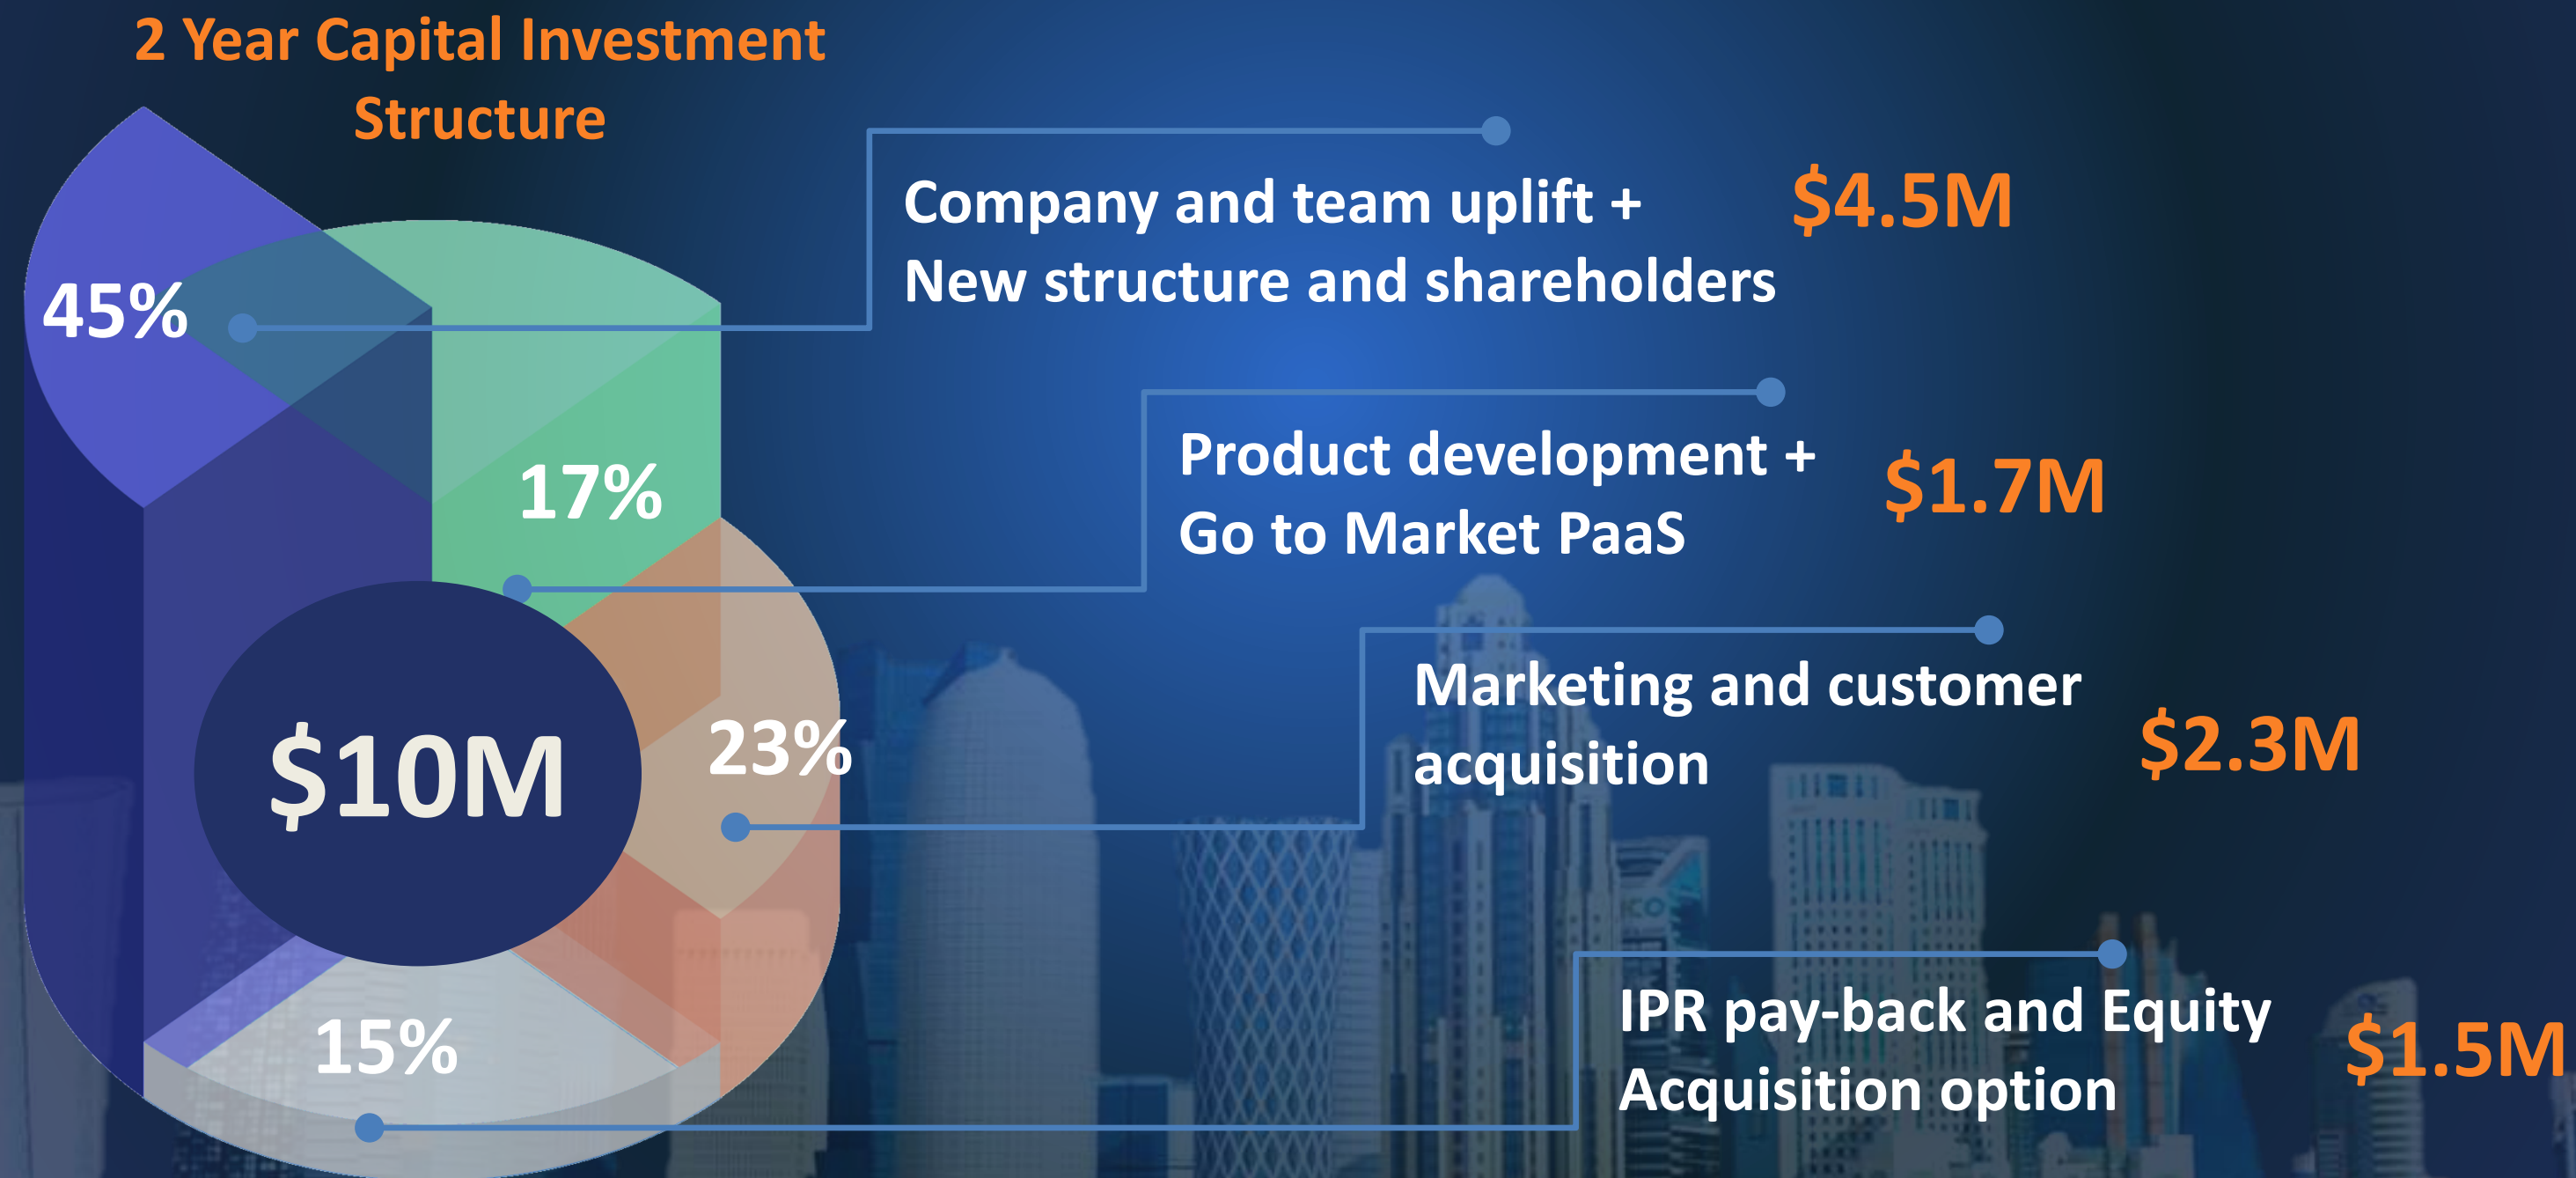 2 Year Capital Investment
Structure
45%
Company and team uplift +
New structure and shareholders
$4.5M
17%
Product development +
Go to Market PaaS
$1.7M
$10M
23%
Marketing and customer
acquisition
$2.3M
15%
IPR pay-back and Equity
Acquisition option
$1.5M